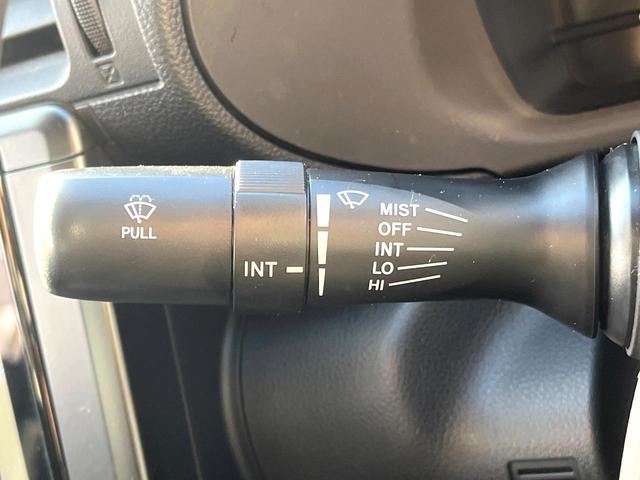 PULL
INT
MIST
OFF
INT
LO
HI